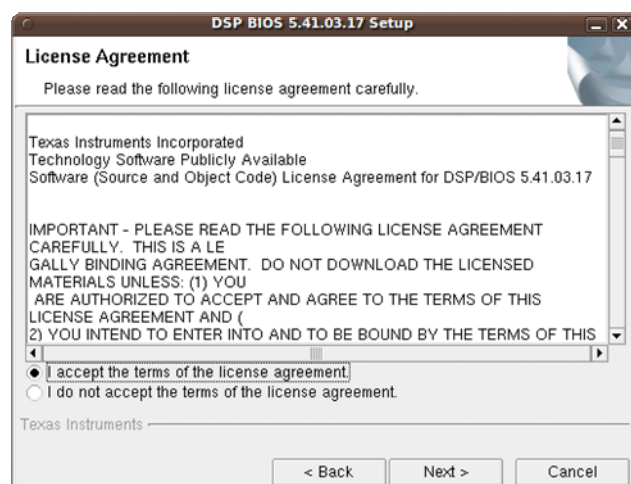 DSP BIOS 5.41.03.17 Setup
License Agreement
Please read the following license agreement carefully.
Texas Instruments Incorporated
Technology Software Publicly Available
Software (Source and Object Code) License Agreement for DSP/BIOS 5.41.03.17
IMPORTANT - PLEASE READ THE FOLLOWING LICENSE AGREEMENT
CAREFULLY.  THIS IS A LE
GALLY BINDING AGREEMENT.  DO NOT DOWNLOAD THE LICENSED
MATERIALS UNLESS: (1) YOU
ARE AUTHORIZED TO ACCEPT AND AGREE TO THE TERMS OF THIS
LICENSE AGREEMENT AND (
2) YOU INTEND TO ENTER INTO AND TO BE BOUND BY THE TERMS OF THIS
I accept the terms of the license agreement.
I do not accept the terms of the license agreement.
Texas Instruments
< Back
Next >
Cancel